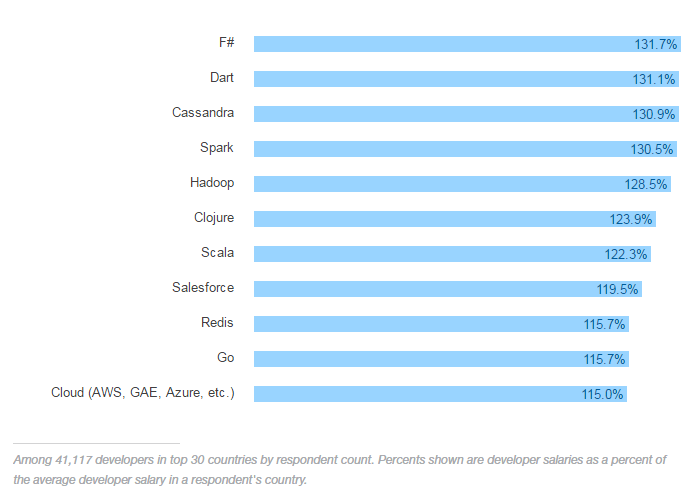 F# 131.7%
Dart 131.1%
Cassandra 130.9%
Spark 130.5%
Hadoop 128.5%
Clojure 123.9%
Scala 122.3%
Salesforce 119.5%
Redis 115.7%
Go 115.7%
Cloud (AWS, GAE, Azure, etc.) 115.0%
Among 41,117 developers in top 30 countries by respondent count. Percents shown are developer salaries as a percent of
the average developer salary in a respondent's country.